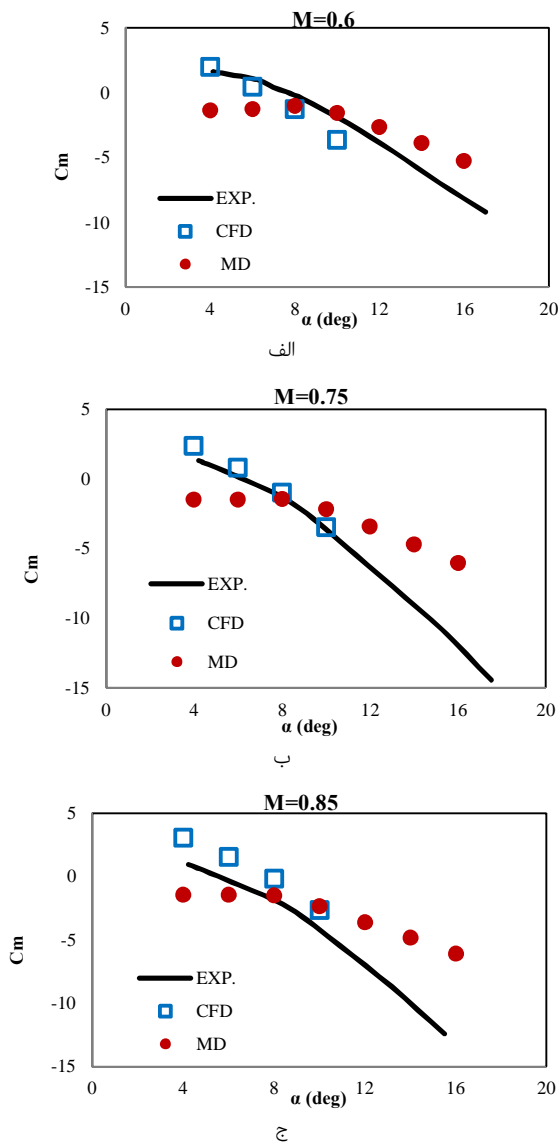 M=0.6
5
0
-5
-10
-15
Cm
EXP.
CFD
MD
0 4 8 12 16 20
α (deg)
الف
M=0.75
5
0
-5
-10
-15
Cm
EXP.
CFD
MD
0 4 8 12 16 20
α (deg)
ب
M=0.85
5
0
-5
-10
-15
Cm
EXP.
CFD
MD
0 4 8 12 16 20
α (deg)
ج